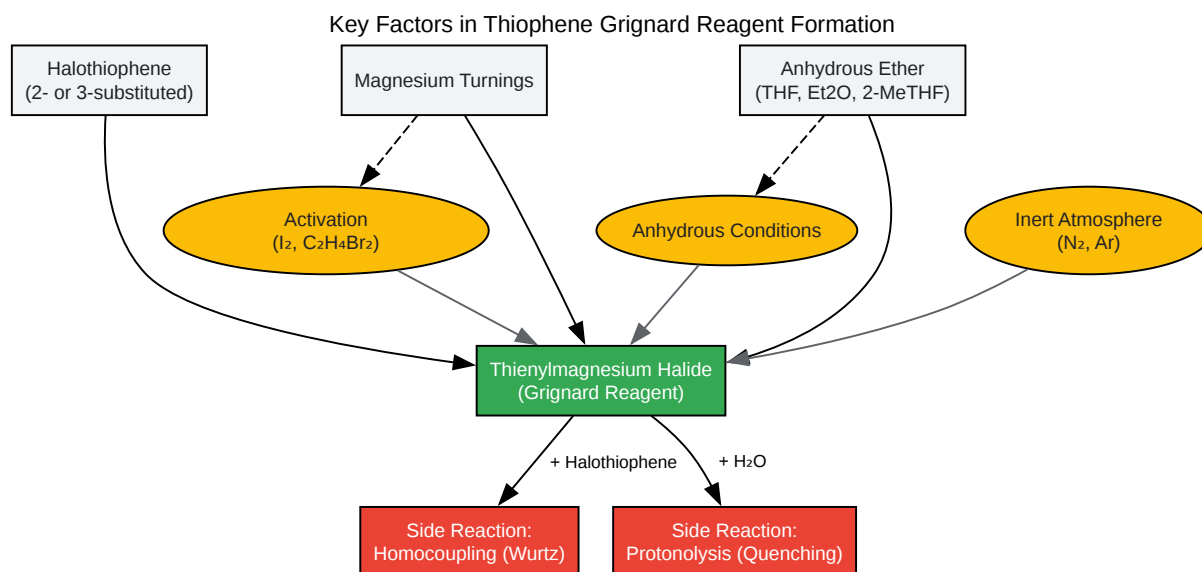 Key Factors in Thiophene Grignard Reagent Formation
Halothiophene
(2- or 3-substituted)
Magnesium Turnings
Anhydrous Ether
(THF, Et2O, 2-MeTHF)
Activation
(I₂, C₂H₄Br₂)
Anhydrous Conditions
Inert Atmosphere
(N₂, Ar)
Thienylmagnesium Halide
(Grignard Reagent)
+ Halothiophene
+ H₂O
Side Reaction:
Homocoupling (Wurtz)
Side Reaction:
Protonolysis (Quenching)